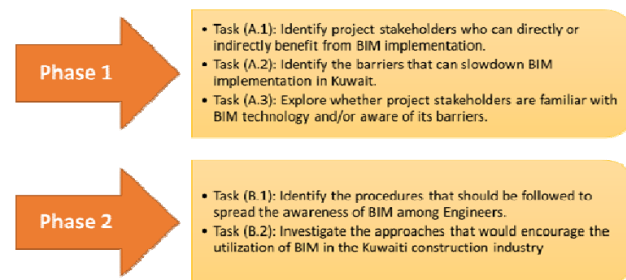 Phase 1
• Task (A.1): Identify project stakeholders who can directly or
indirectly benefit from BIM implementation.
• Task (A.2): Identify the barriers that can slowdown BIM
implementation in Kuwait.
• Task (A.3): Explore whether project stakeholders are familiar with
BIM technology and/or aware of its barriers.
Phase 2
• Task (B.1): Identify the procedures that should be followed to
spread the awareness of BIM among Engineers.
• Task (B.2): Investigate the approaches that would encourage the
utilization of BIM in the Kuwaiti construction industry